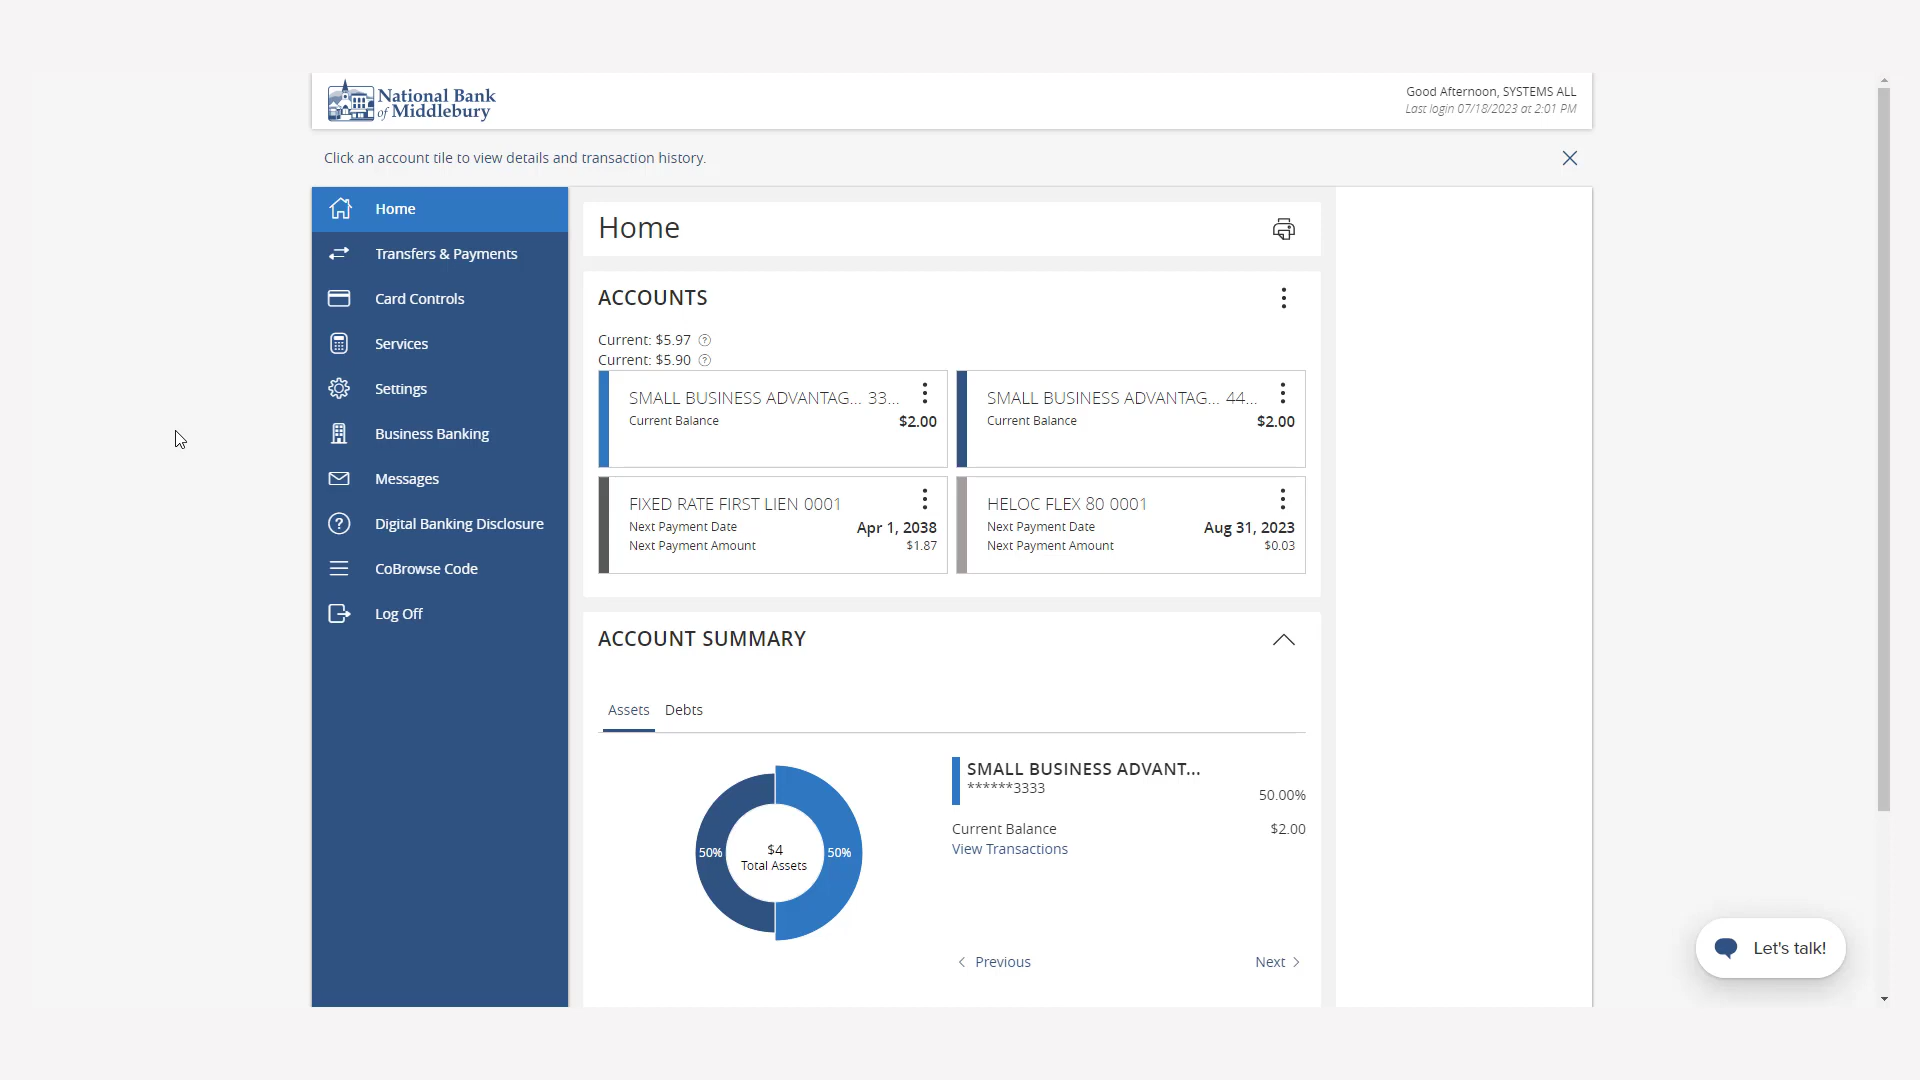 National Bank
of Middlebury
Good Afternoon, SYSTEMS ALL
Last login 07/18/2023 at 2:01 PM
Click an account tile to view details and transaction history.
Home
Transfers & Payments
Card Controls
Services
Settings
Business Banking
Messages
Digital Banking Disclosure
CoBrowse Code
Log Off
Home
ACCOUNTS
Current: $5.97
Current: $5.90
SMALL BUSINESS ADVANTAG... 33...
Current Balance $2.00
SMALL BUSINESS ADVANTAG... 44...
Current Balance $2.00
FIXED RATE FIRST LIEN 0001
Next Payment Date Apr 1, 2038
Next Payment Amount $1.87
HELOC FLEX 80 0001
Next Payment Date Aug 31, 2023
Next Payment Amount $0.03
ACCOUNT SUMMARY
Assets Debts
50%
$4
Total Assets
50%
SMALL BUSINESS ADVANT...
******3333
50.00%
Current Balance $2.00
View Transactions
Previous Next
Let's talk!